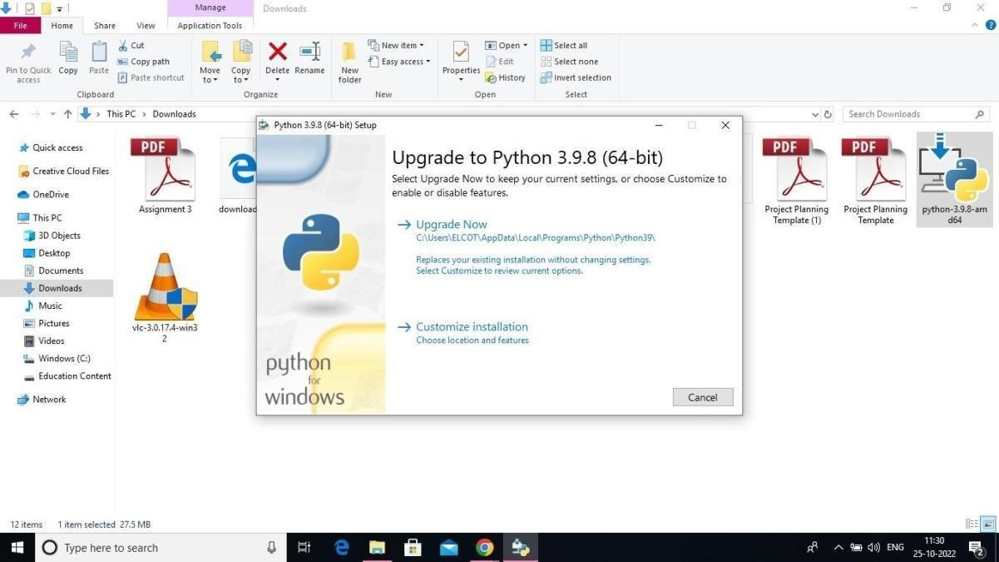 Manage
Downloads
File
Home
Share
View
Application Tools
Pin to Quick
access
Copy
Paste
Cut
Copy path
Paste shortcut
Clipboard
Move
to
Copy
to
Delete
Rename
Organize
New
folder
New item
Easy access
New
Properties
Open
Edit
History
Open
Select all
Select none
Invert selection
Select
This PC
Downloads
Search Downloads
Quick access
Creative Cloud Files
OneDrive
This PC
3D Objects
Desktop
Documents
Downloads
Music
Pictures
Videos
Windows (C:)
Education Content
Network
PDF
Assignment 3
download
vlc-3.0.17.4-win3
2
Python 3.9.8 (64-bit) Setup
Upgrade to Python 3.9.8 (64-bit)
Select Upgrade Now to keep your current settings, or choose Customize to
enable or disable features.
Upgrade Now
C:\Users\ELCOT\AppData\Local\Programs\Python\Python39\
Replaces your existing installation without changing settings.
Select Customize to review current options.
Customize installation
Choose location and features
python
for
windows
Cancel
PDF
Project Planning
Template (1)
PDF
Project Planning
Template
python-3.9.8-am
d64
12 items
1 item selected 27.5 MB
Type here to search
ENG
11:30
25-10-2022
2